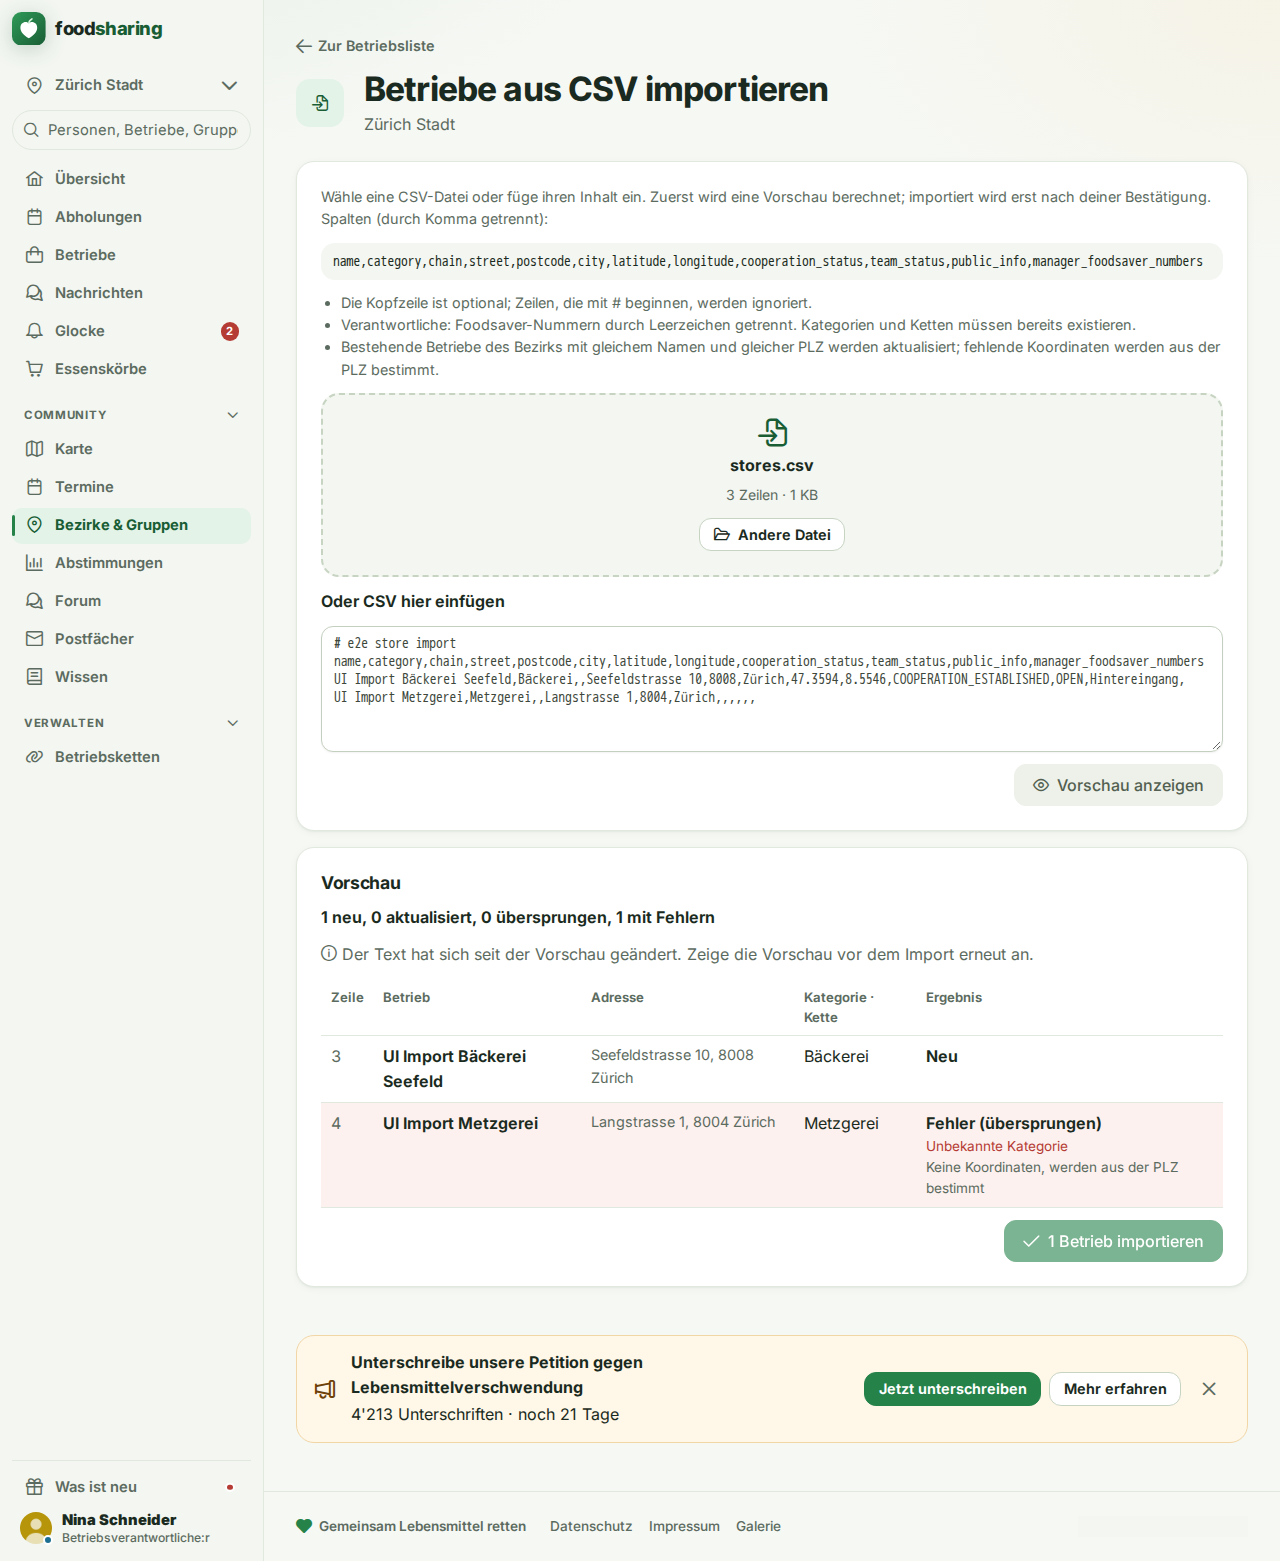 foodsharing
Zürich Stadt
Personen, Betriebe, Grupp
Übersicht
Abholungen
Betriebe
Nachrichten
Glocke
2
Essenskörbe
COMMUNITY
Karte
Termine
Bezirke & Gruppen
Abstimmungen
Forum
Postfächer
Wissen
VERWALTEN
Betriebsketten
Was ist neu
Nina Schneider
Betriebsverantwortliche:r
Zur Betriebsliste
Betriebe aus CSV importieren
Zürich Stadt
Wähle eine CSV-Datei oder füge ihren Inhalt ein. Zuerst wird eine Vorschau berechnet; importiert wird erst nach deiner Bestätigung.
Spalten (durch Komma getrennt):
name,category,chain,street,postcode,city,latitude,longitude,cooperation_status,team_status,public_info,manager_foodsaver_numbers
• Die Kopfzeile ist optional; Zeilen, die mit # beginnen, werden ignoriert.
• Verantwortliche: Foodsaver-Nummern durch Leerzeichen getrennt. Kategorien und Ketten müssen bereits existieren.
• Bestehende Betriebe des Bezirks mit gleichem Namen und gleicher PLZ werden aktualisiert; fehlende Koordinaten werden aus der
PLZ bestimmt.
stores.csv
3 Zeilen · 1 KB
Andere Datei
Oder CSV hier einfügen
# e2e store import
name,category,chain,street,postcode,city,latitude,longitude,cooperation_status,team_status,public_info,manager_foodsaver_numbers
UI Import Bäckerei Seefeld,Bäckerei,,Seefeldstrasse 10,8008,Zürich,47.3594,8.5546,COOPERATION_ESTABLISHED,OPEN,Hintereingang,
UI Import Metzgerei,Metzgerei,,Langstrasse 1,8004,Zürich,,,,,,
Vorschau anzeigen
Vorschau
1 neu, 0 aktualisiert, 0 übersprungen, 1 mit Fehlern
Der Text hat sich seit der Vorschau geändert. Zeige die Vorschau vor dem Import erneut an.
Zeile Betrieb Adresse Kategorie · Ergebnis
Kette
3 UI Import Bäckerei Seefeldstrasse 10, 8008 Bäckerei Neu
Seefeld Zürich
4 UI Import Metzgerei Langstrasse 1, 8004 Zürich Metzgerei Fehler (übersprungen)
Unbekannte Kategorie
Keine Koordinaten, werden aus der PLZ
bestimmt
1 Betrieb importieren
Unterschreibe unsere Petition gegen
Lebensmittelverschwendung
4'213 Unterschriften · noch 21 Tage
Jetzt unterschreiben
Mehr erfahren
Gemeinsam Lebensmittel retten Datenschutz Impressum Galerie